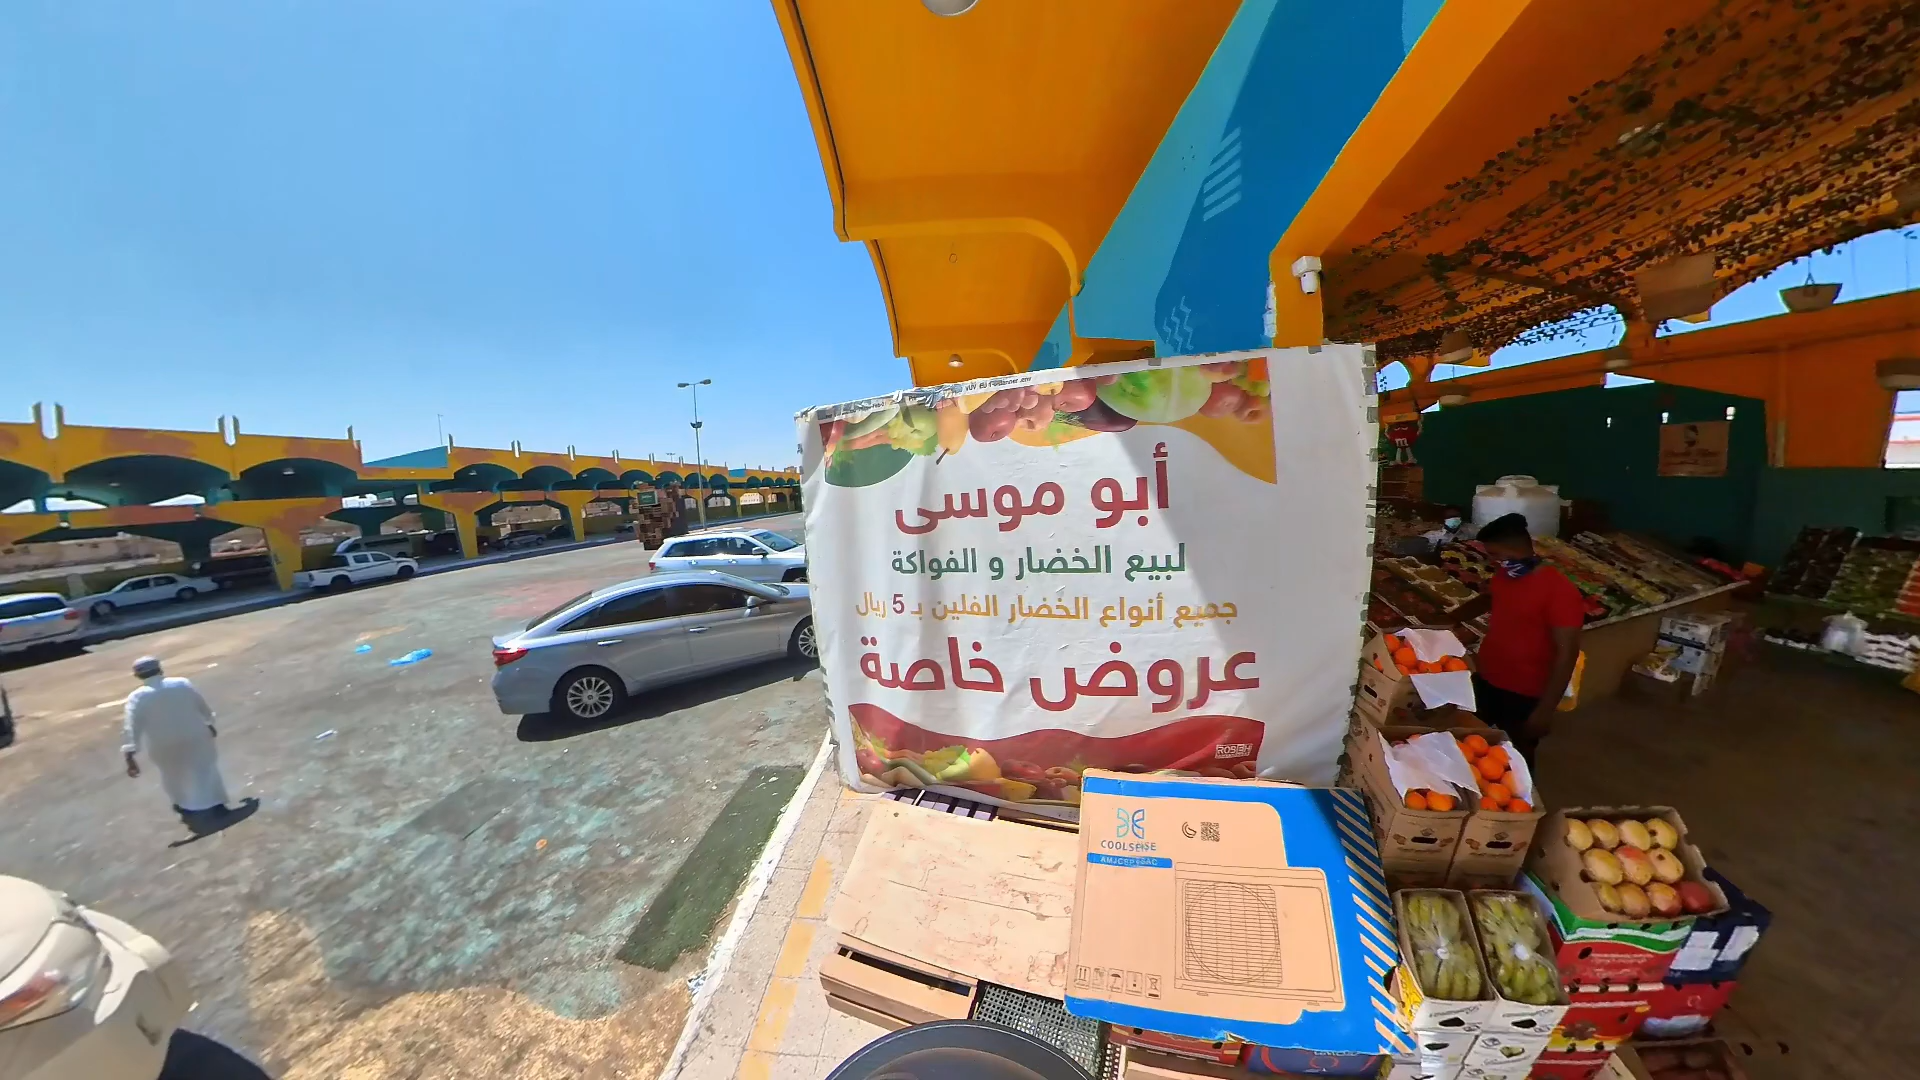 أبو موسى
لبيع الخضار و الفواكة
جميع أنواع الخضار الفلين بـ 5 ريال
عروض خاصة
COOLSENSE